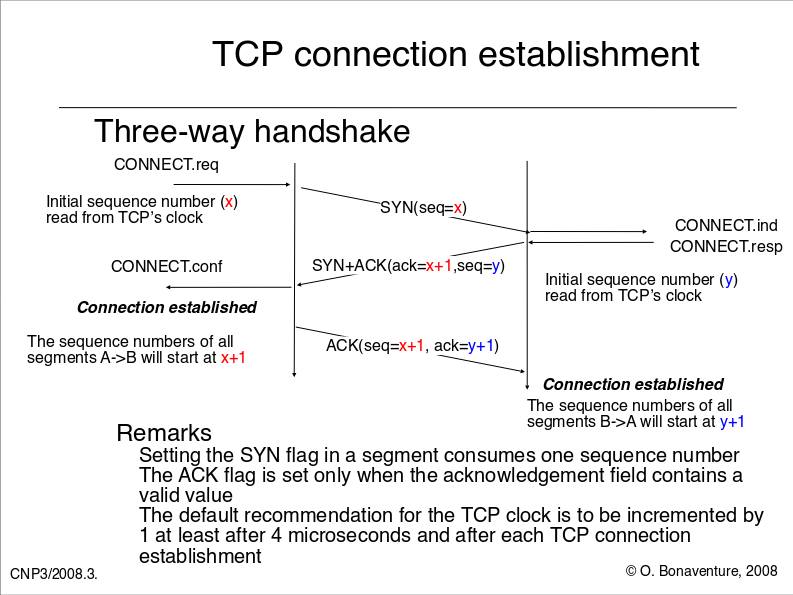 TCP connection establishment
Three-way handshake
CONNECT.req
Initial sequence number (x)
read from TCP's clock
SYN(seq=x)
CONNECT.ind
CONNECT.resp
CONNECT.conf
SYN+ACK(ack=x+1,seq=y)
Initial sequence number (y)
read from TCP's clock
Connection established
The sequence numbers of all
segments A->B will start at x+1
ACK(seq=x+1, ack=y+1)
Connection established
The sequence numbers of all
segments B->A will start at y+1
Remarks
Setting the SYN flag in a segment consumes one sequence number
The ACK flag is set only when the acknowledgement field contains a
valid value
The default recommendation for the TCP clock is to be incremented by
1 at least after 4 microseconds and after each TCP connection
establishment
CNP3/2008.3.
© O. Bonaventure, 2008